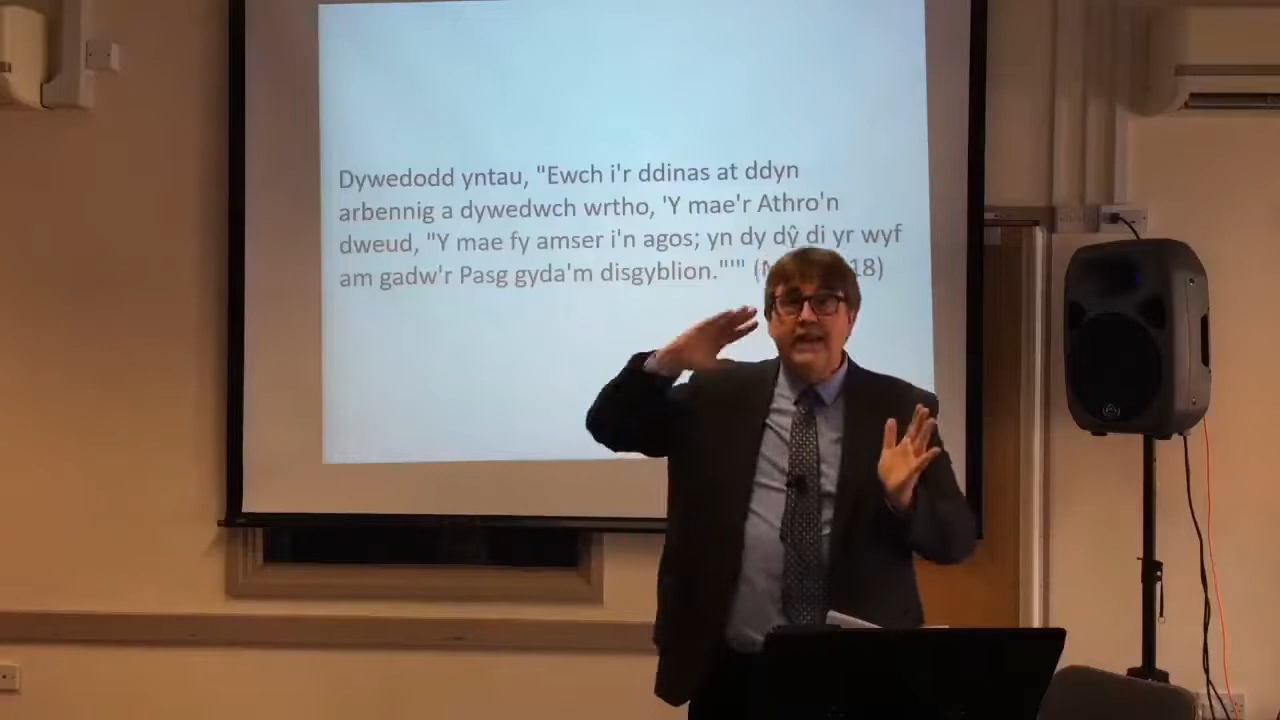 Dywedodd yntau, "Ewch i'r ddinas at ddyn
arbennig a dywedwch wrtho, 'Y mae'r Athro'n
dweud, "Y mae fy amser i'n agos; yn dy dŷ di yr wyf
am gadw'r Pasg gyda'm disgyblion."'" ( 18)